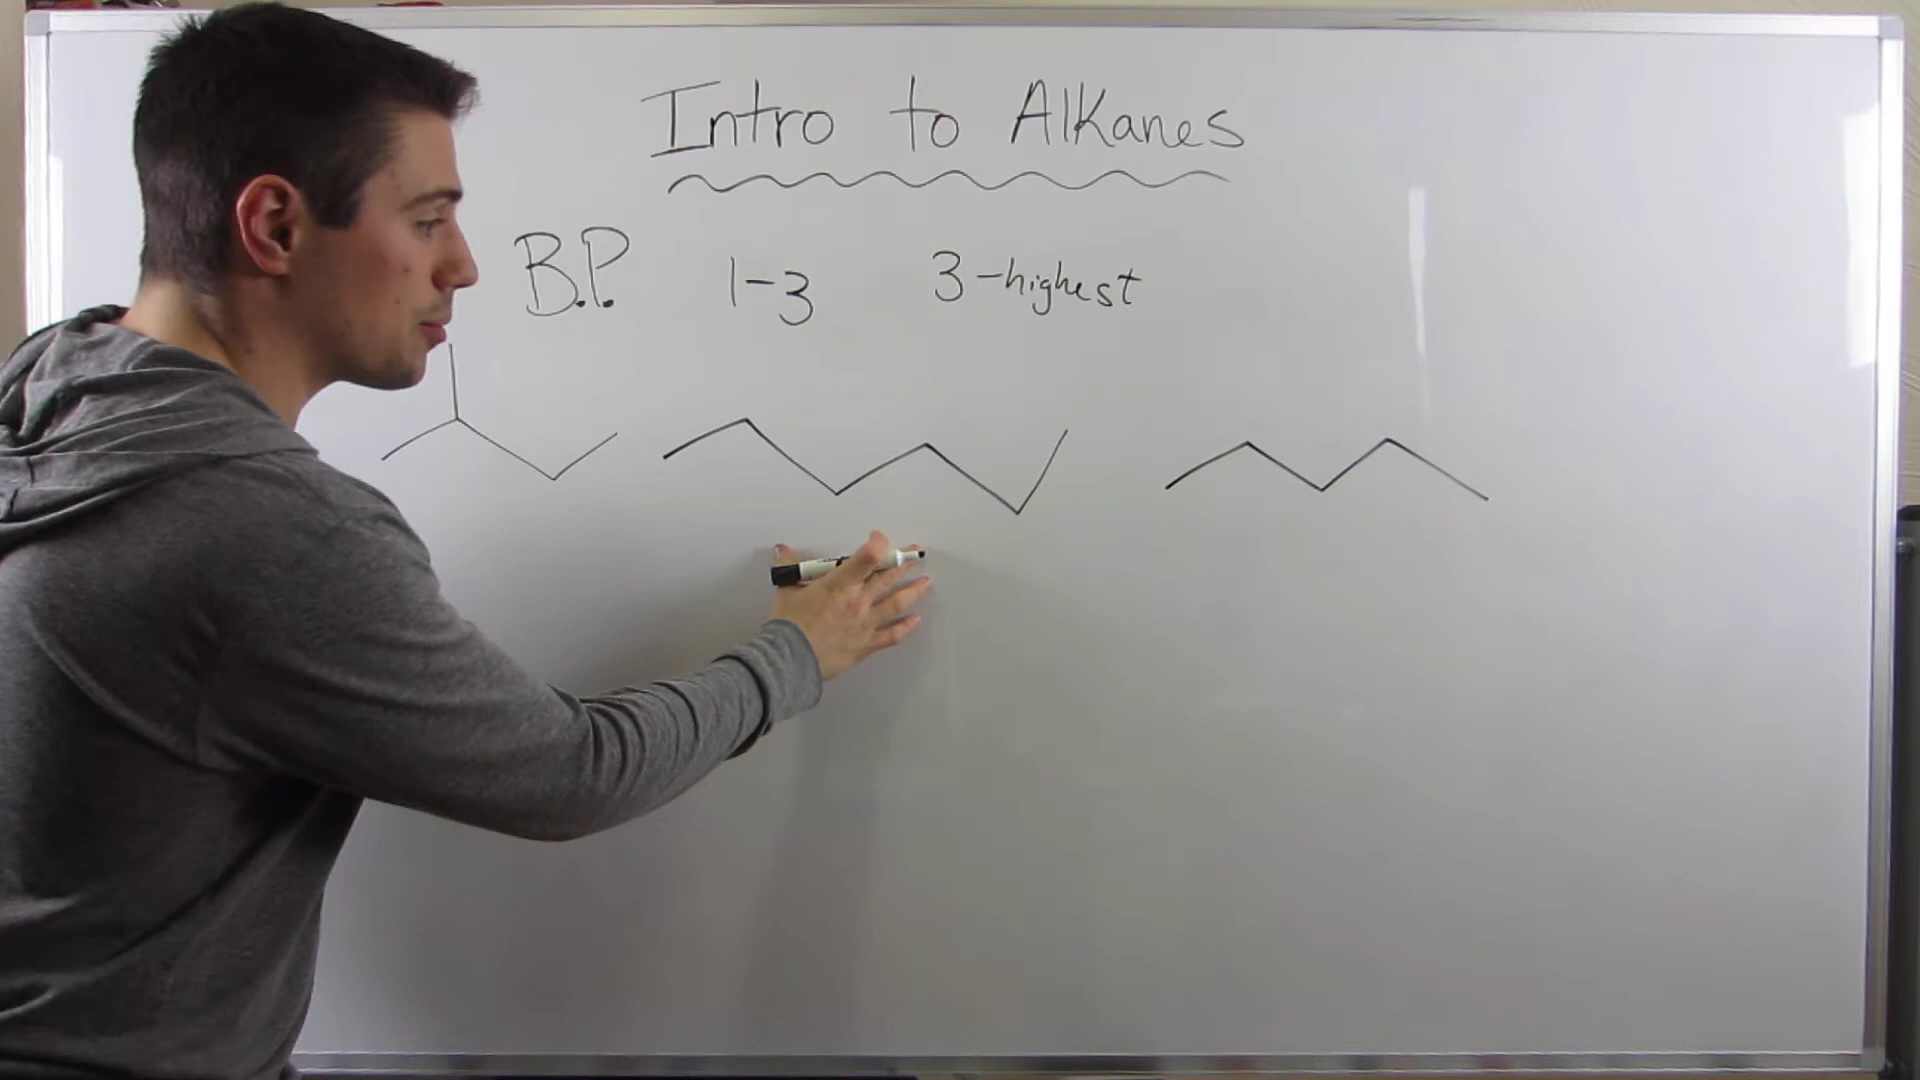 Intro to Alkanes
B.P. 1-3 3-highest